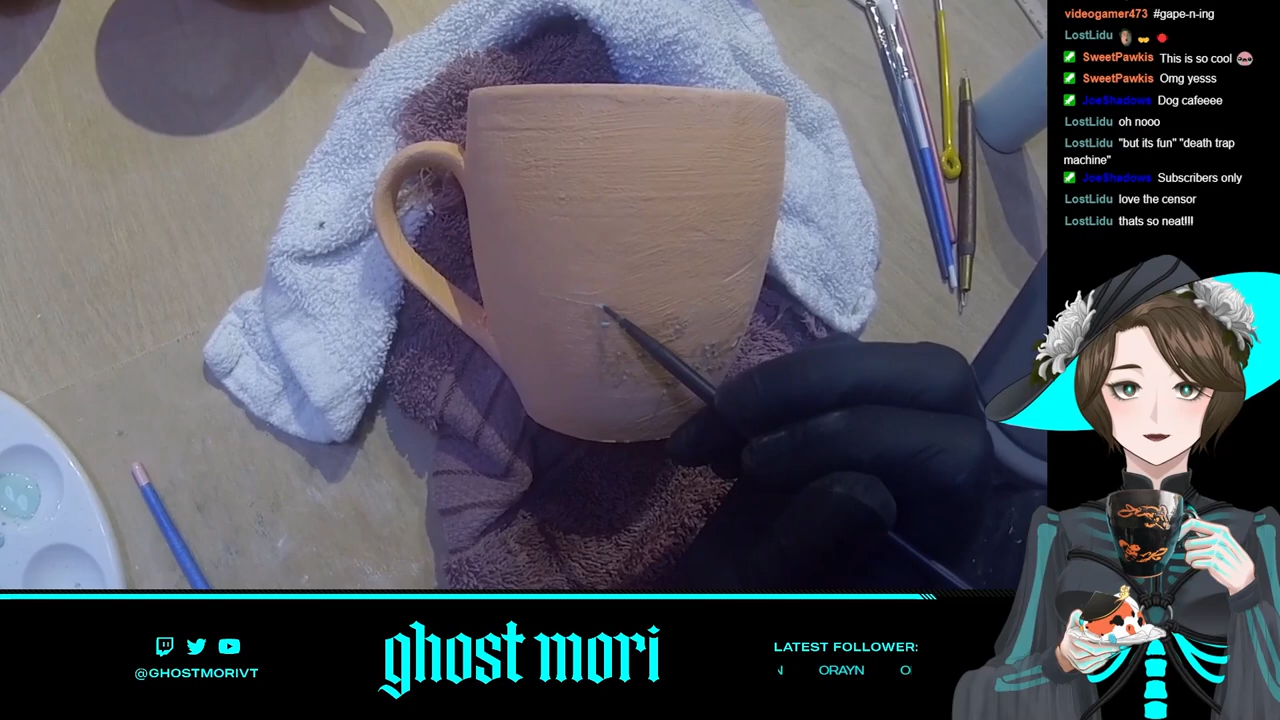 videogamer473 #gape-n-ing
LostLidu
SweetPawkis This is so cool
SweetPawkis Omg yesss
JoeShadows Dog cafeeee
LostLidu oh nooo
LostLidu "but its fun" "death trap
machine"
JoeShadows Subscribers only
LostLidu love the censor
LostLidu thats so neat!!!
ghost mori
@GHOSTMORIVT
LATEST FOLLOWER:
N ORAYN O